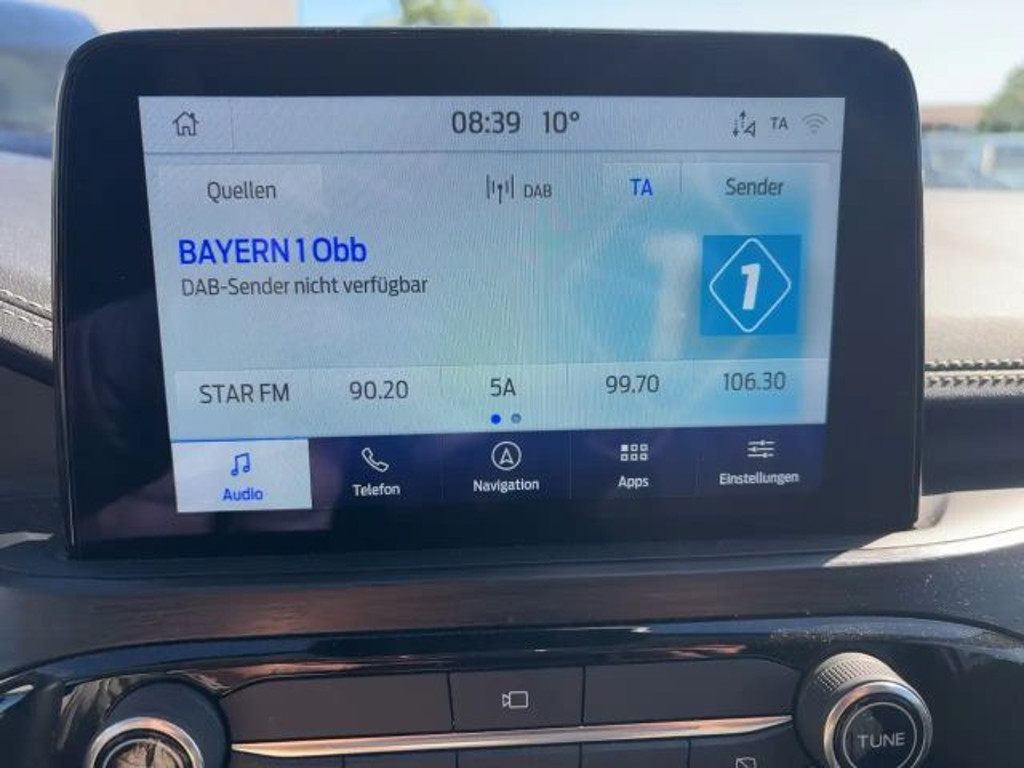 08:39 10° TA
Quellen DAB TA Sender
BAYERN 1 Obb
DAB-Sender nicht verfügbar
1
STAR FM 90.20 5A 99.70 106.30
Audio Telefon Navigation Apps Einstellungen
TUNE